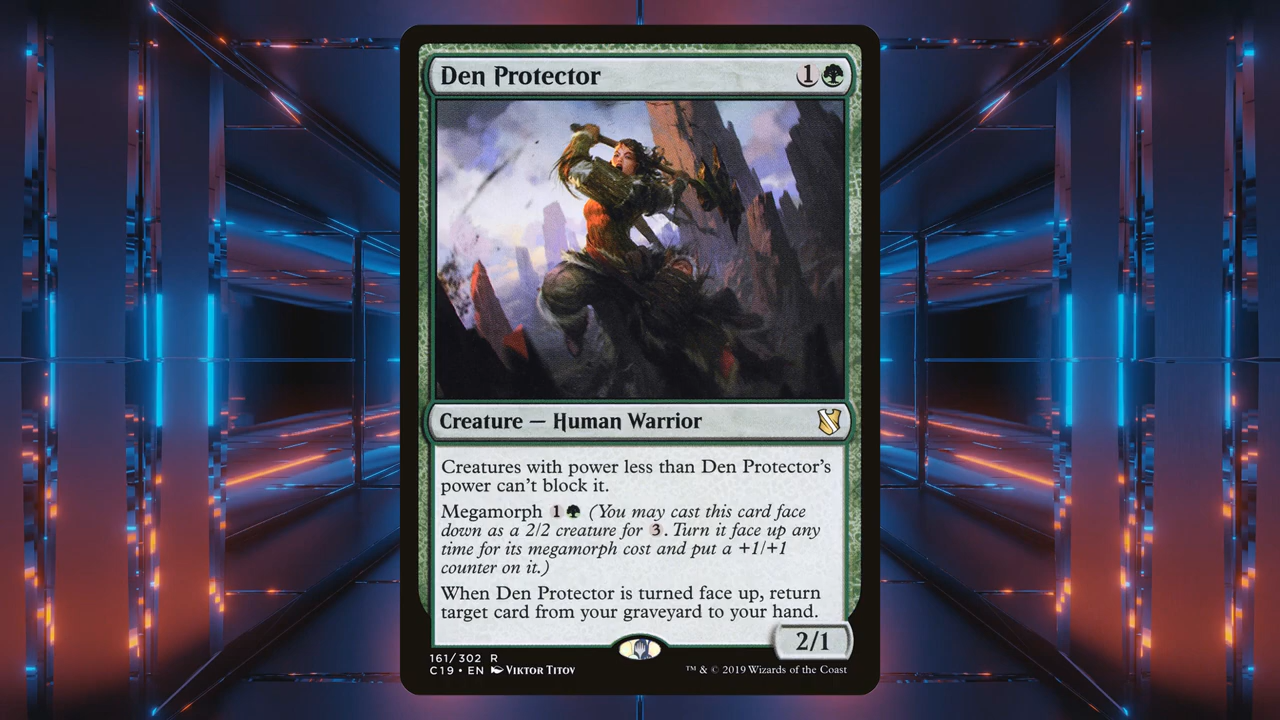 Den Protector 1
Creature — Human Warrior
Creatures with power less than Den Protector's
power can't block it.
Megamorph 1 (You may cast this card face
down as a 2/2 creature for 3. Turn it face up any
time for its megamorph cost and put a +1/+1
counter on it.)
When Den Protector is turned face up, return
target card from your graveyard to your hand.
2/1
161/302 R
C19 • EN Viktor Titov
™ & © 2019 Wizards of the Coast